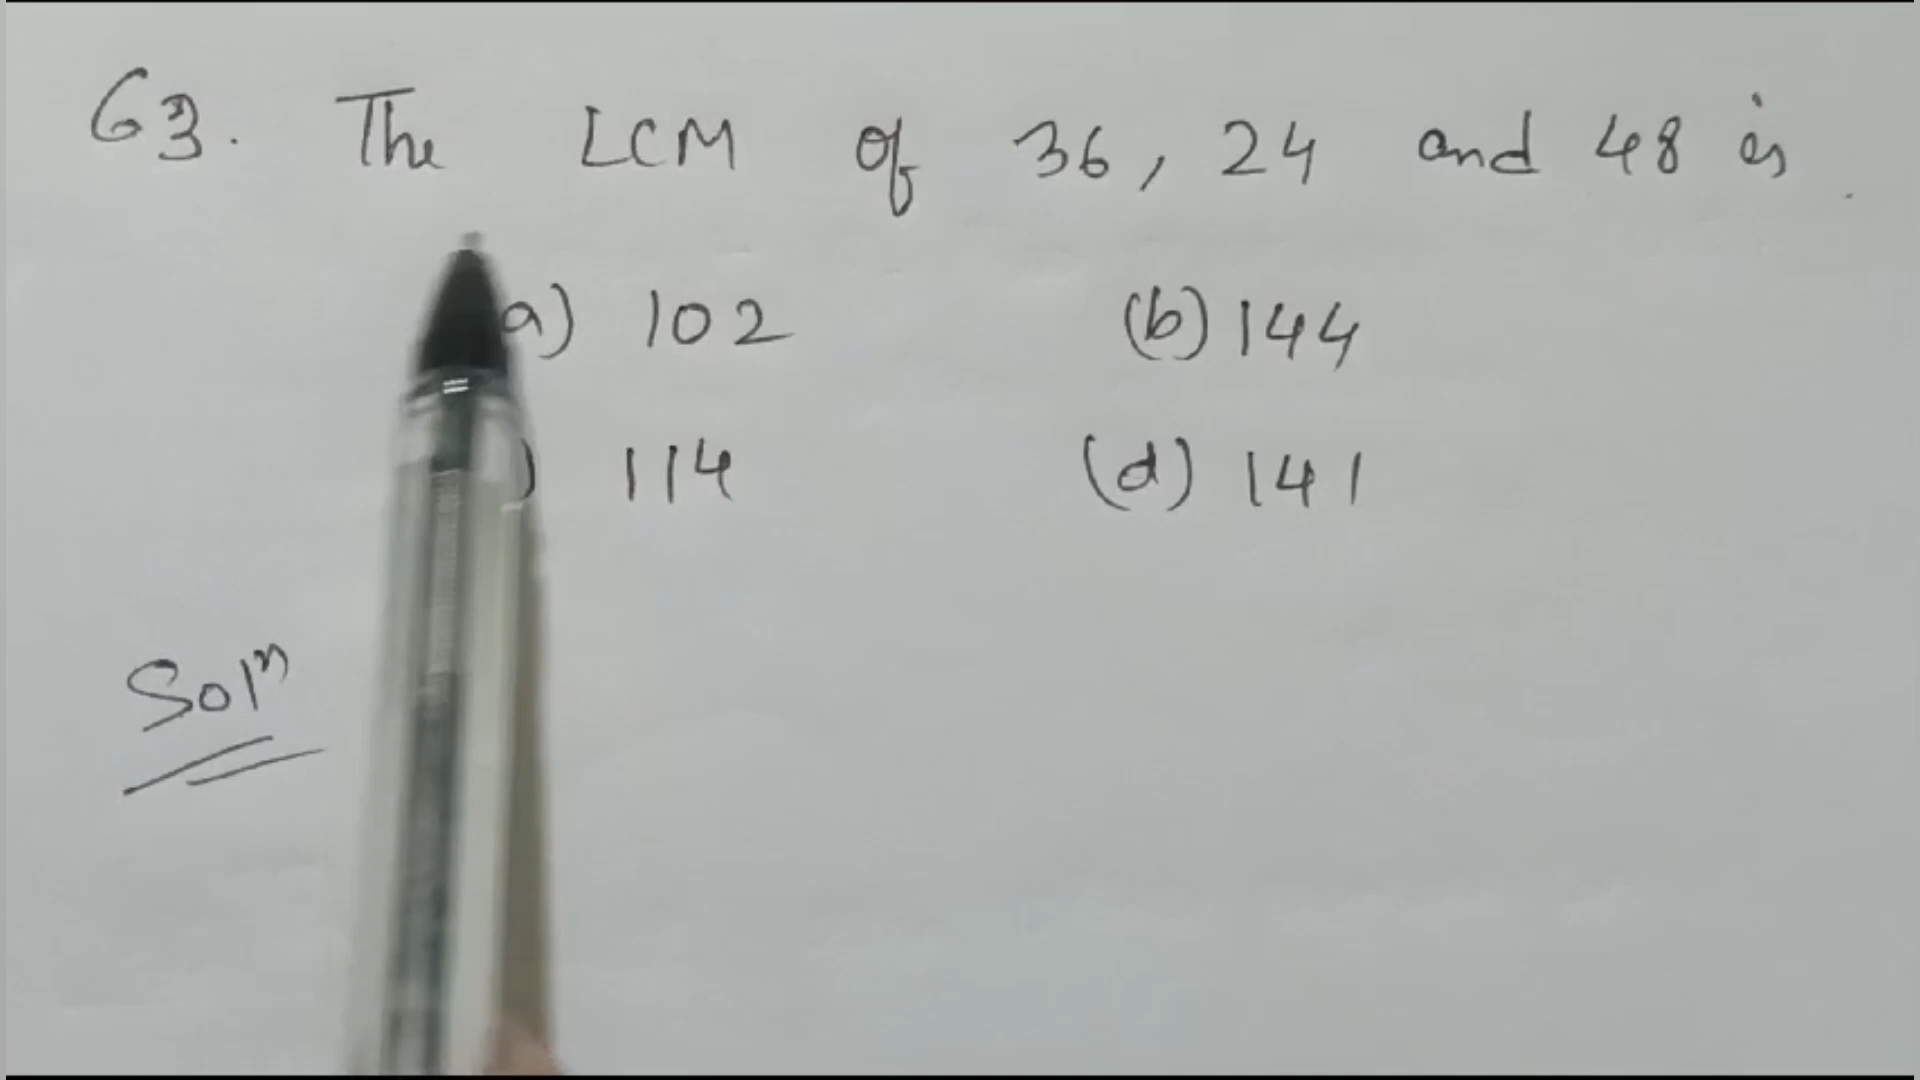 63. The LCM of 36, 24 and 48 is .
a) 102 (b) 144
) 114 (d) 141
Solⁿ